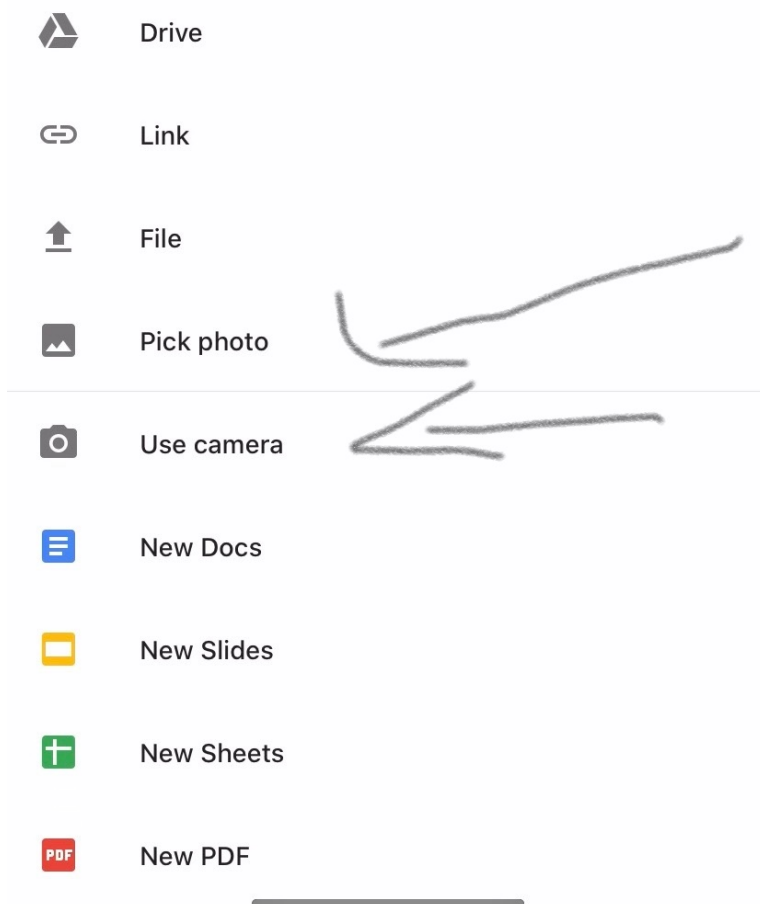 Drive
Link
File
Pick photo
Use camera
New Docs
New Slides
New Sheets
PDF New PDF